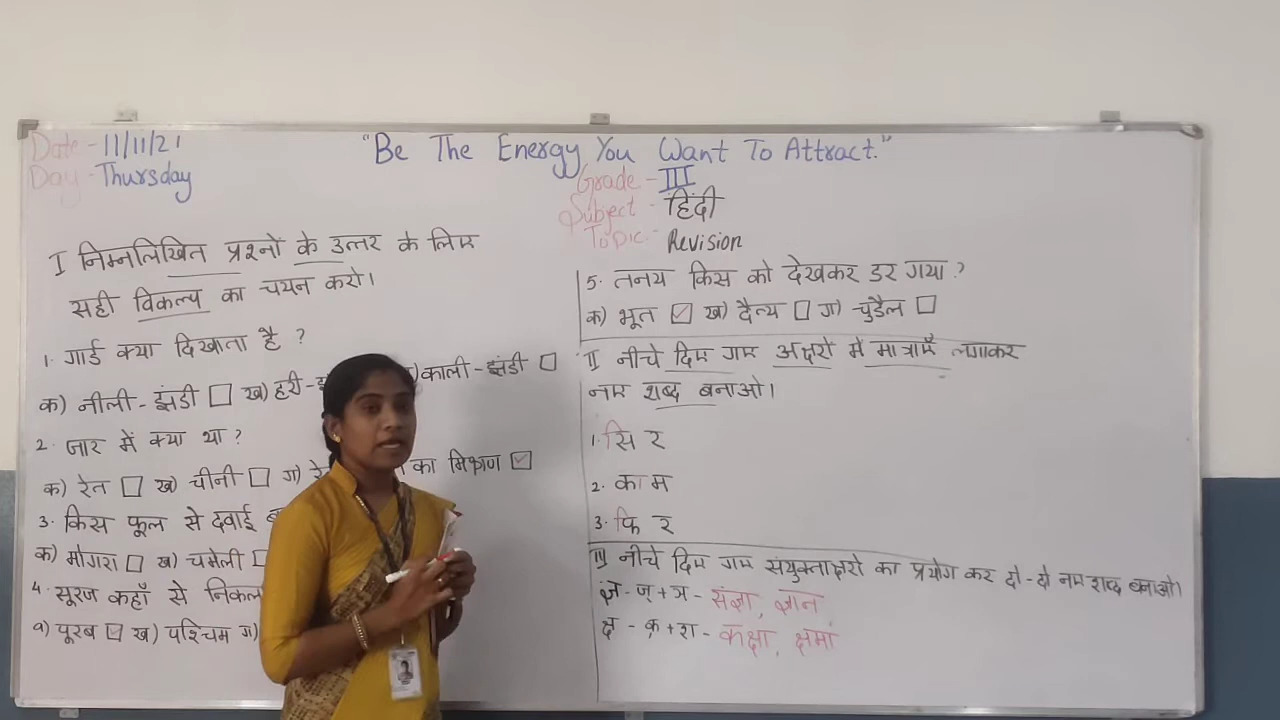 Date - 11/11/21
Day - Thursday
"Be The Energy You Want To Attract."
Grade - III
Subject - हिंदी
Topic - Revision
I निम्नलिखित प्रश्नों के उत्तर के लिए
सही विकल्प का चयन करो।
1. गार्ड क्या दिखाता है ?
क) नीली - झंडी ख) हरी - काली - झंडी
2. जार में क्या था ?
क) रेत ख) चीनी ग) का मिश्रण
3. किस फूल से दवाई
क) मोगरा ख) चमेली
4. सूरज कहाँ से
a) पूरब ख) पश्चिम ग)
5. तनय किस को देखकर डर गया ?
क) भूत ख) दैत्य ग) चुडैल
II नीचे दिए गए अक्षरों में मात्राएँ लगाकर
नए शब्द बनाओ।
1. सि र
2. का म
3. फि र
III नीचे दिए गए संयुक्ताक्षरों का प्रयोग कर दो - दो नए शब्द बनाओ।
ज्ञ - ज् + ञ - संज्ञा, ज्ञान
क्ष - क् + श - कक्षा, क्षमा